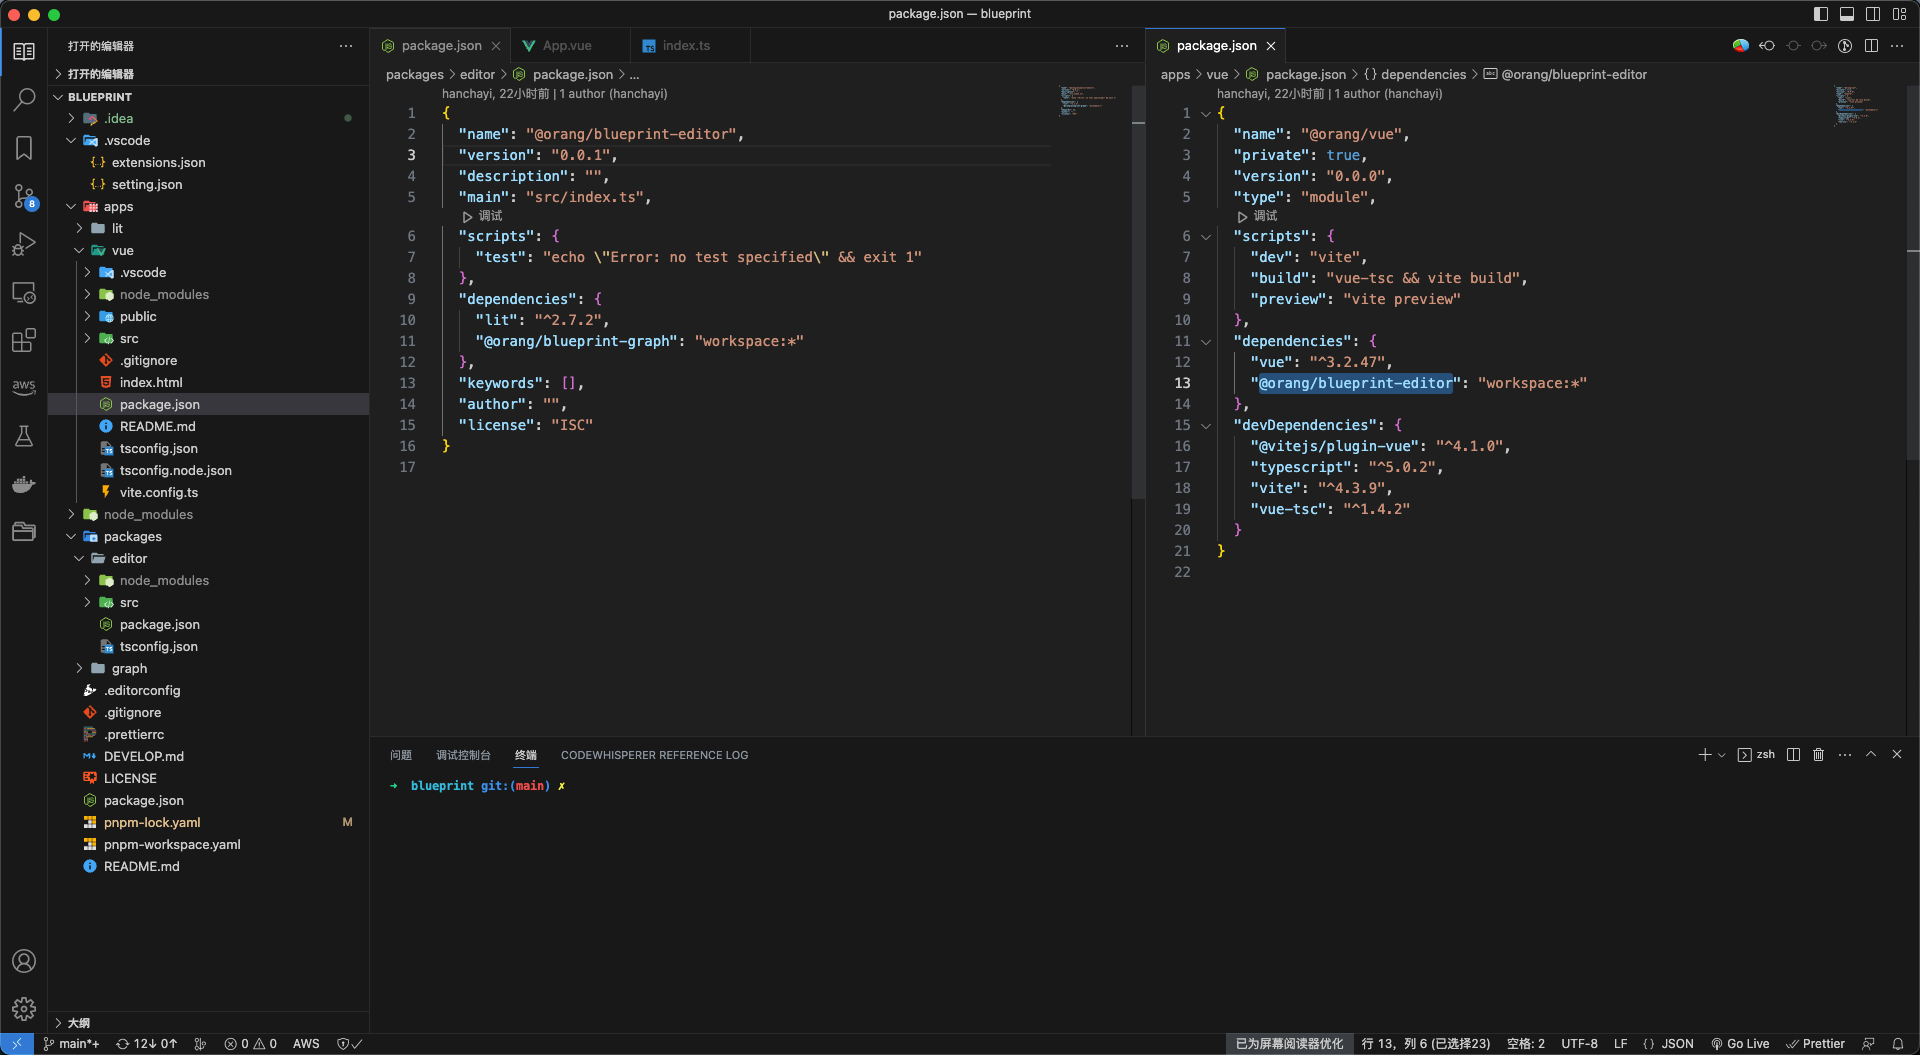 package.json — blueprint
打开的编辑器
打开的编辑器
BLUEPRINT
.idea
.vscode
extensions.json
setting.json
apps
lit
vue
.vscode
node_modules
public
src
.gitignore
index.html
package.json
README.md
tsconfig.json
tsconfig.node.json
vite.config.ts
node_modules
packages
editor
node_modules
src
package.json
tsconfig.json
graph
.editorconfig
.gitignore
.prettierrc
DEVELOP.md
LICENSE
package.json
pnpm-lock.yaml M
pnpm-workspace.yaml
README.md
大纲
8
aws
package.json App.vue index.ts
packages > editor > package.json > ...
hanchayi, 22小时前 | 1 author (hanchayi)
1 {
2 "name": "@orang/blueprint-editor",
3 "version": "0.0.1",
4 "description": "",
5 "main": "src/index.ts",
调试
6 "scripts": {
7 "test": "echo \"Error: no test specified\" && exit 1"
8 },
9 "dependencies": {
10 "lit": "^2.7.2",
11 "@orang/blueprint-graph": "workspace:*"
12 },
13 "keywords": [],
14 "author": "",
15 "license": "ISC"
16 }
17
package.json
apps > vue > package.json > {} dependencies > @orang/blueprint-editor
hanchayi, 22小时前 | 1 author (hanchayi)
1 {
2 "name": "@orang/vue",
3 "private": true,
4 "version": "0.0.0",
5 "type": "module",
调试
6 "scripts": {
7 "dev": "vite",
8 "build": "vue-tsc && vite build",
9 "preview": "vite preview"
10 },
11 "dependencies": {
12 "vue": "^3.2.47",
13 "@orang/blueprint-editor": "workspace:*"
14 },
15 "devDependencies": {
16 "@vitejs/plugin-vue": "^4.1.0",
17 "typescript": "^5.0.2",
18 "vite": "^4.3.9",
19 "vue-tsc": "^1.4.2"
20 }
21 }
22
问题 调试控制台 终端 CODEWHISPERER REFERENCE LOG
zsh
➜ blueprint git:(main) ✗
main*+ 12↓ 0↑ 0 0 AWS
已为屏幕阅读器优化 行 13，列 6 (已选择23) 空格: 2 UTF-8 LF {} JSON Go Live Prettier